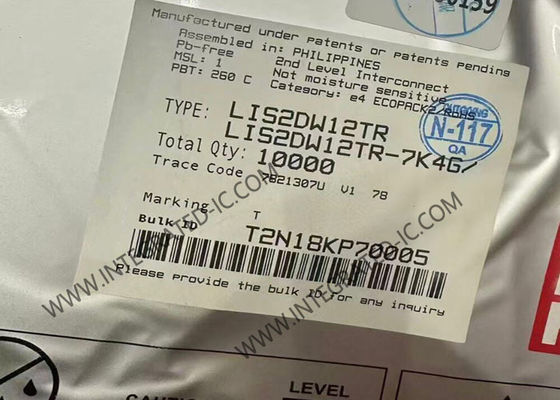 0139
Manufactured under patents or patents pending
Assembled in: PHILIPPINES
Pb-free 2nd Level Interconnect
MSL: 1 Not moisture sensitive
PBT: 260 C Category: e4 ECOPACK2/RoHS
OUTGOING
N-117
QA
TYPE: LIS2DW12TR
LIS2DW12TR-7K4G/
Total Qty: 10000
Trace Code 7B21307U V1 78
Marking T
Bulk ID T2N18KP70005
Please provide the bulk ID for any inquiry
WWW.INTEGRATED-IC.COM
WWW.INTEGRATED-IC.COM
LEVEL